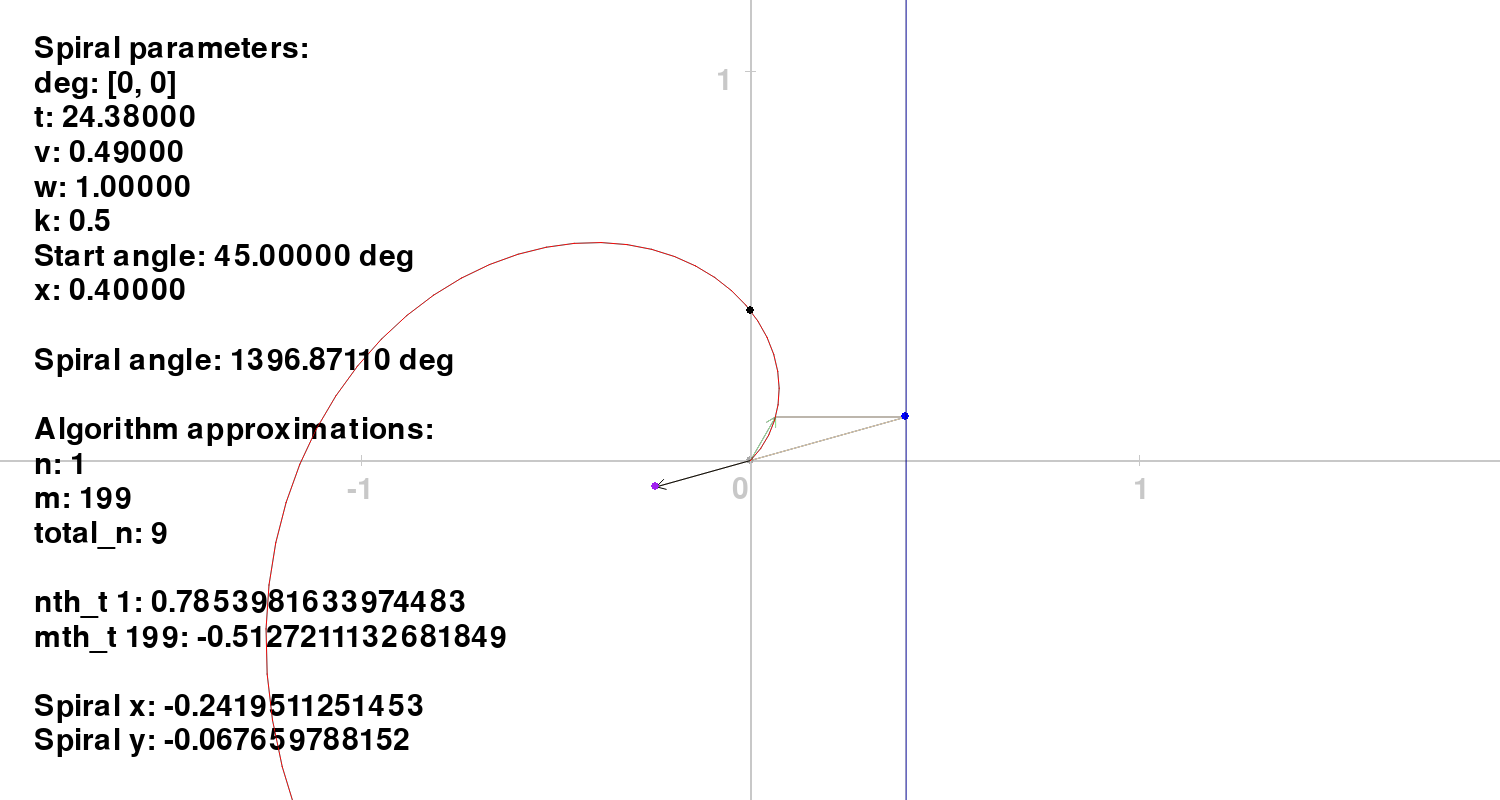 Spiral parameters:
deg: [0, 0]
t: 24.38000
v: 0.49000
w: 1.00000
k: 0.5
Start angle: 45.00000 deg
x: 0.40000
Spiral angle: 1396.87110 deg
Algorithm approximations:
n: 1
m: 199
total_n: 9
nth_t 1: 0.7853981633974483
mth_t 199: -0.5127211132681849
Spiral x: -0.2419511251453
Spiral y: -0.067659788152
1
-1
0
1